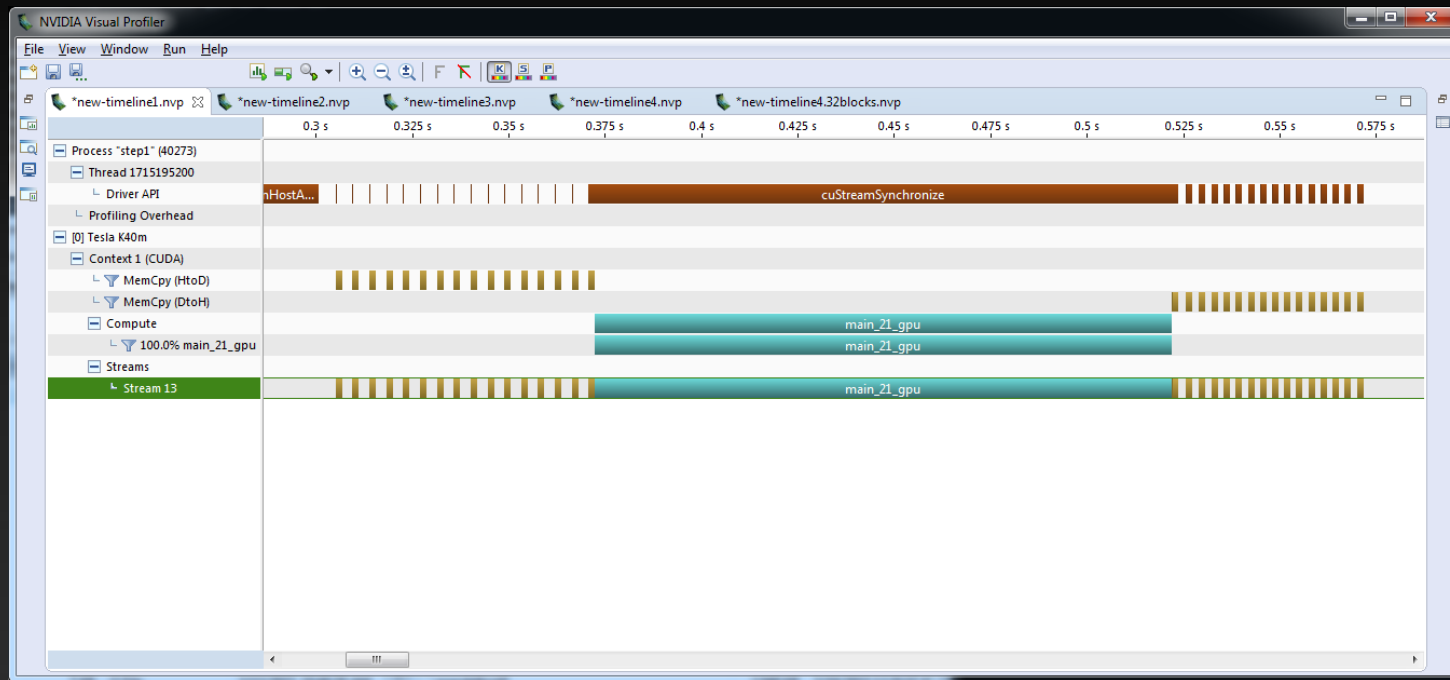 NVIDIA Visual Profiler
File View Window Run Help
F K S P
*new-timeline1.nvp *new-timeline2.nvp *new-timeline3.nvp *new-timeline4.nvp *new-timeline4.32blocks.nvp
0.3 s 0.325 s 0.35 s 0.375 s 0.4 s 0.425 s 0.45 s 0.475 s 0.5 s 0.525 s 0.55 s 0.575 s
Process "step1" (40273)
Thread 1715195200
Driver API nHostA... cuStreamSynchronize
Profiling Overhead
[0] Tesla K40m
Context 1 (CUDA)
MemCpy (HtoD)
MemCpy (DtoH)
Compute main_21_gpu
100.0% main_21_gpu main_21_gpu
Streams
Stream 13 main_21_gpu